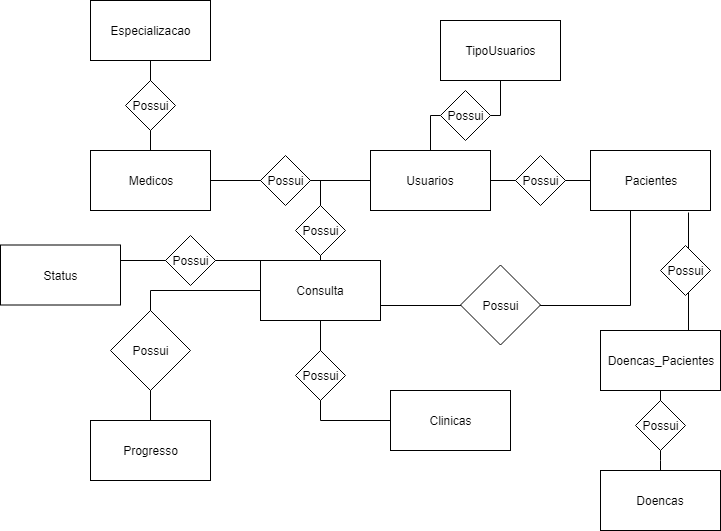 Especializacao
TipoUsuarios
Possui
Possui
Medicos
Possui
Usuarios
Possui
Pacientes
Possui
Status
Possui
Possui
Consulta
Possui
Possui
Doencas_Pacientes
Possui
Possui
Clinicas
Possui
Progresso
Doencas